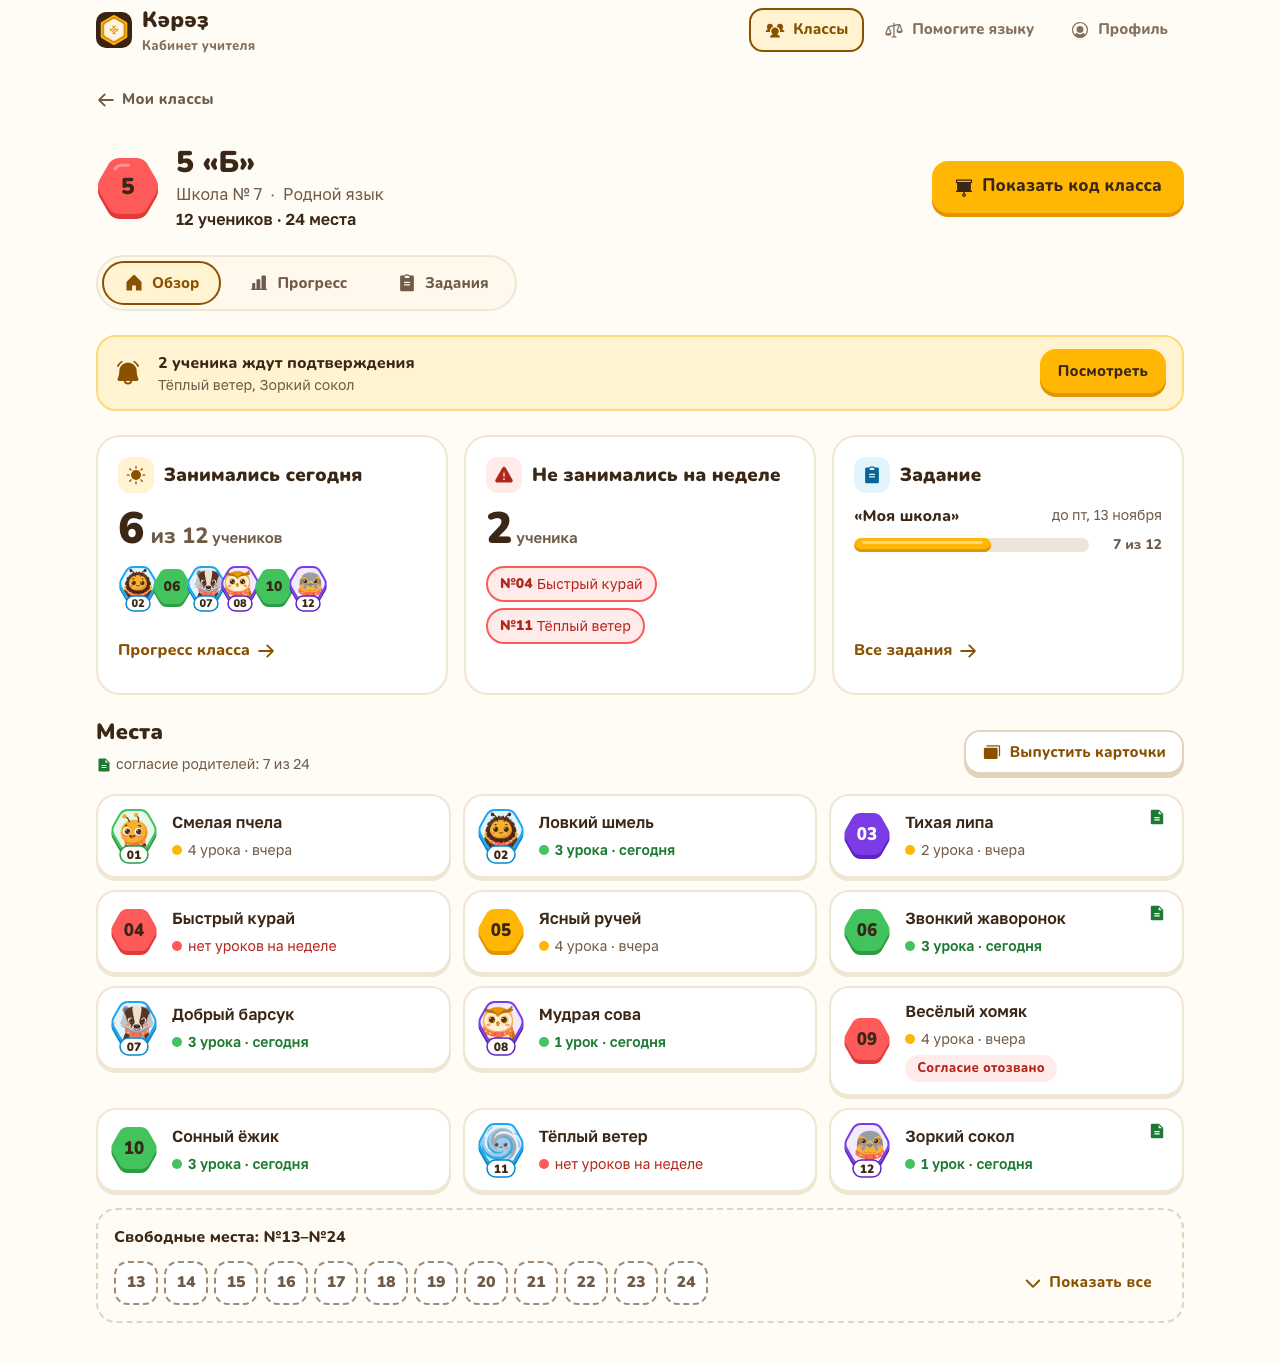 Кәрәҙ
Кабинет учителя
Классы
Помогите языку
Профиль
Мои классы
5
5 «Б»
Школа № 7 · Родной язык
12 учеников · 24 места
Показать код класса
Обзор
Прогресс
Задания
2 ученика ждут подтверждения
Тёплый ветер, Зоркий сокол
Посмотреть
Занимались сегодня
6 из 12 учеников
02 06 07 08 10 12
Прогресс класса
Не занимались на неделе
2 ученика
№04 Быстрый курай
№11 Тёплый ветер
Задание
«Моя школа» до пт, 13 ноября
7 из 12
Все задания
Места
согласие родителей: 7 из 24
Выпустить карточки
01
Смелая пчела
4 урока · вчера
02
Ловкий шмель
3 урока · сегодня
03
Тихая липа
2 урока · вчера
04
Быстрый курай
нет уроков на неделе
05
Ясный ручей
4 урока · вчера
06
Звонкий жаворонок
3 урока · сегодня
07
Добрый барсук
3 урока · сегодня
08
Мудрая сова
1 урок · сегодня
09
Весёлый хомяк
4 урока · вчера
Согласие отозвано
10
Сонный ёжик
3 урока · сегодня
11
Тёплый ветер
нет уроков на неделе
12
Зоркий сокол
1 урок · сегодня
Свободные места: №13–№24
13 14 15 16 17 18 19 20 21 22 23 24
Показать все